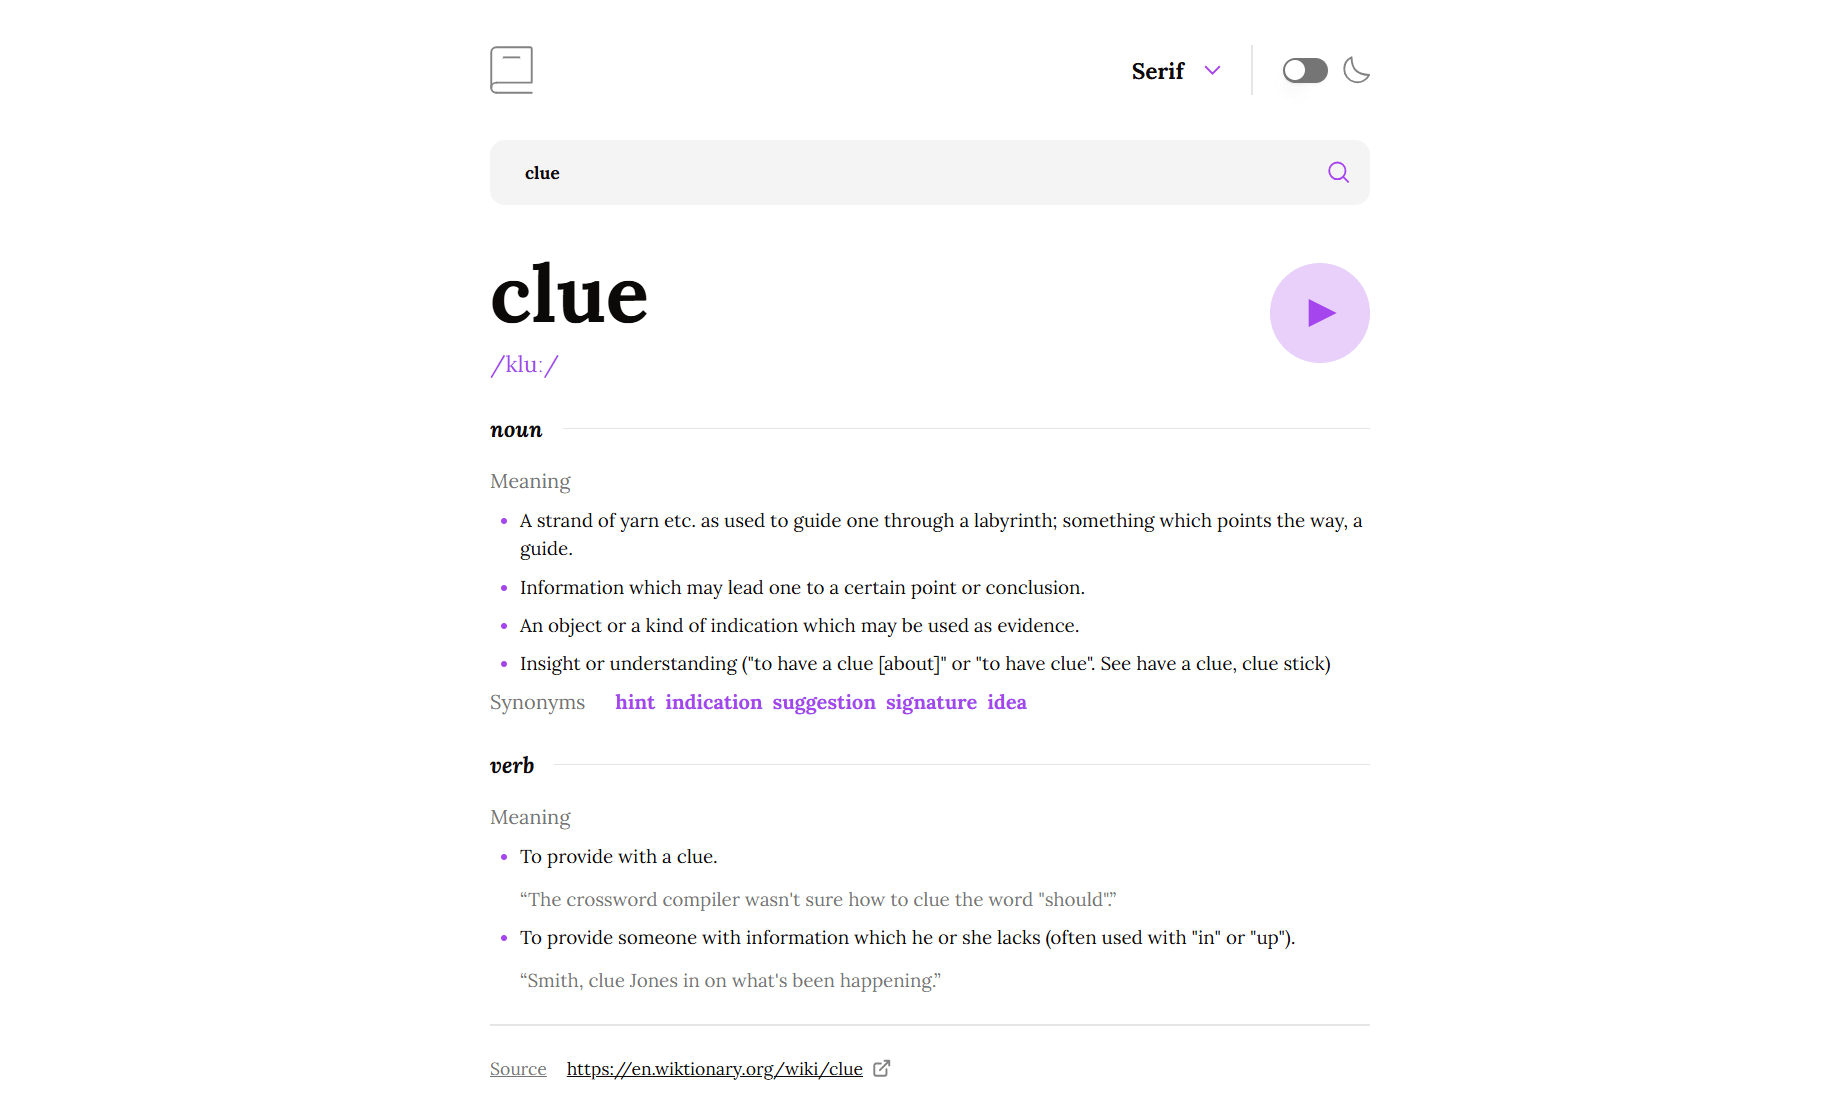 Serif
clue
clue
/kluː/
noun
Meaning
A strand of yarn etc. as used to guide one through a labyrinth; something which points the way, a
guide.
Information which may lead one to a certain point or conclusion.
An object or a kind of indication which may be used as evidence.
Insight or understanding ("to have a clue [about]" or "to have clue". See have a clue, clue stick)
Synonyms hint indication suggestion signature idea
verb
Meaning
To provide with a clue.
“The crossword compiler wasn't sure how to clue the word "should".”
To provide someone with information which he or she lacks (often used with "in" or "up").
“Smith, clue Jones in on what's been happening.”
Source https://en.wiktionary.org/wiki/clue